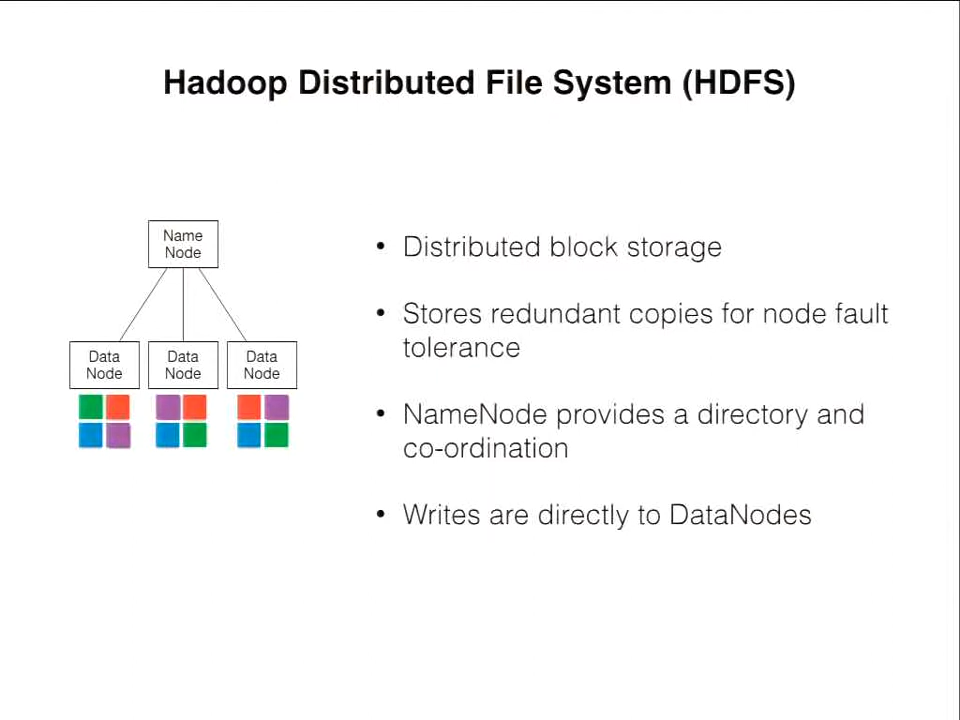 Hadoop Distributed File System (HDFS)
Name
Node
Data
Node
Data
Node
Data
Node
• Distributed block storage
• Stores redundant copies for node fault
tolerance
• NameNode provides a directory and
co-ordination
• Writes are directly to DataNodes